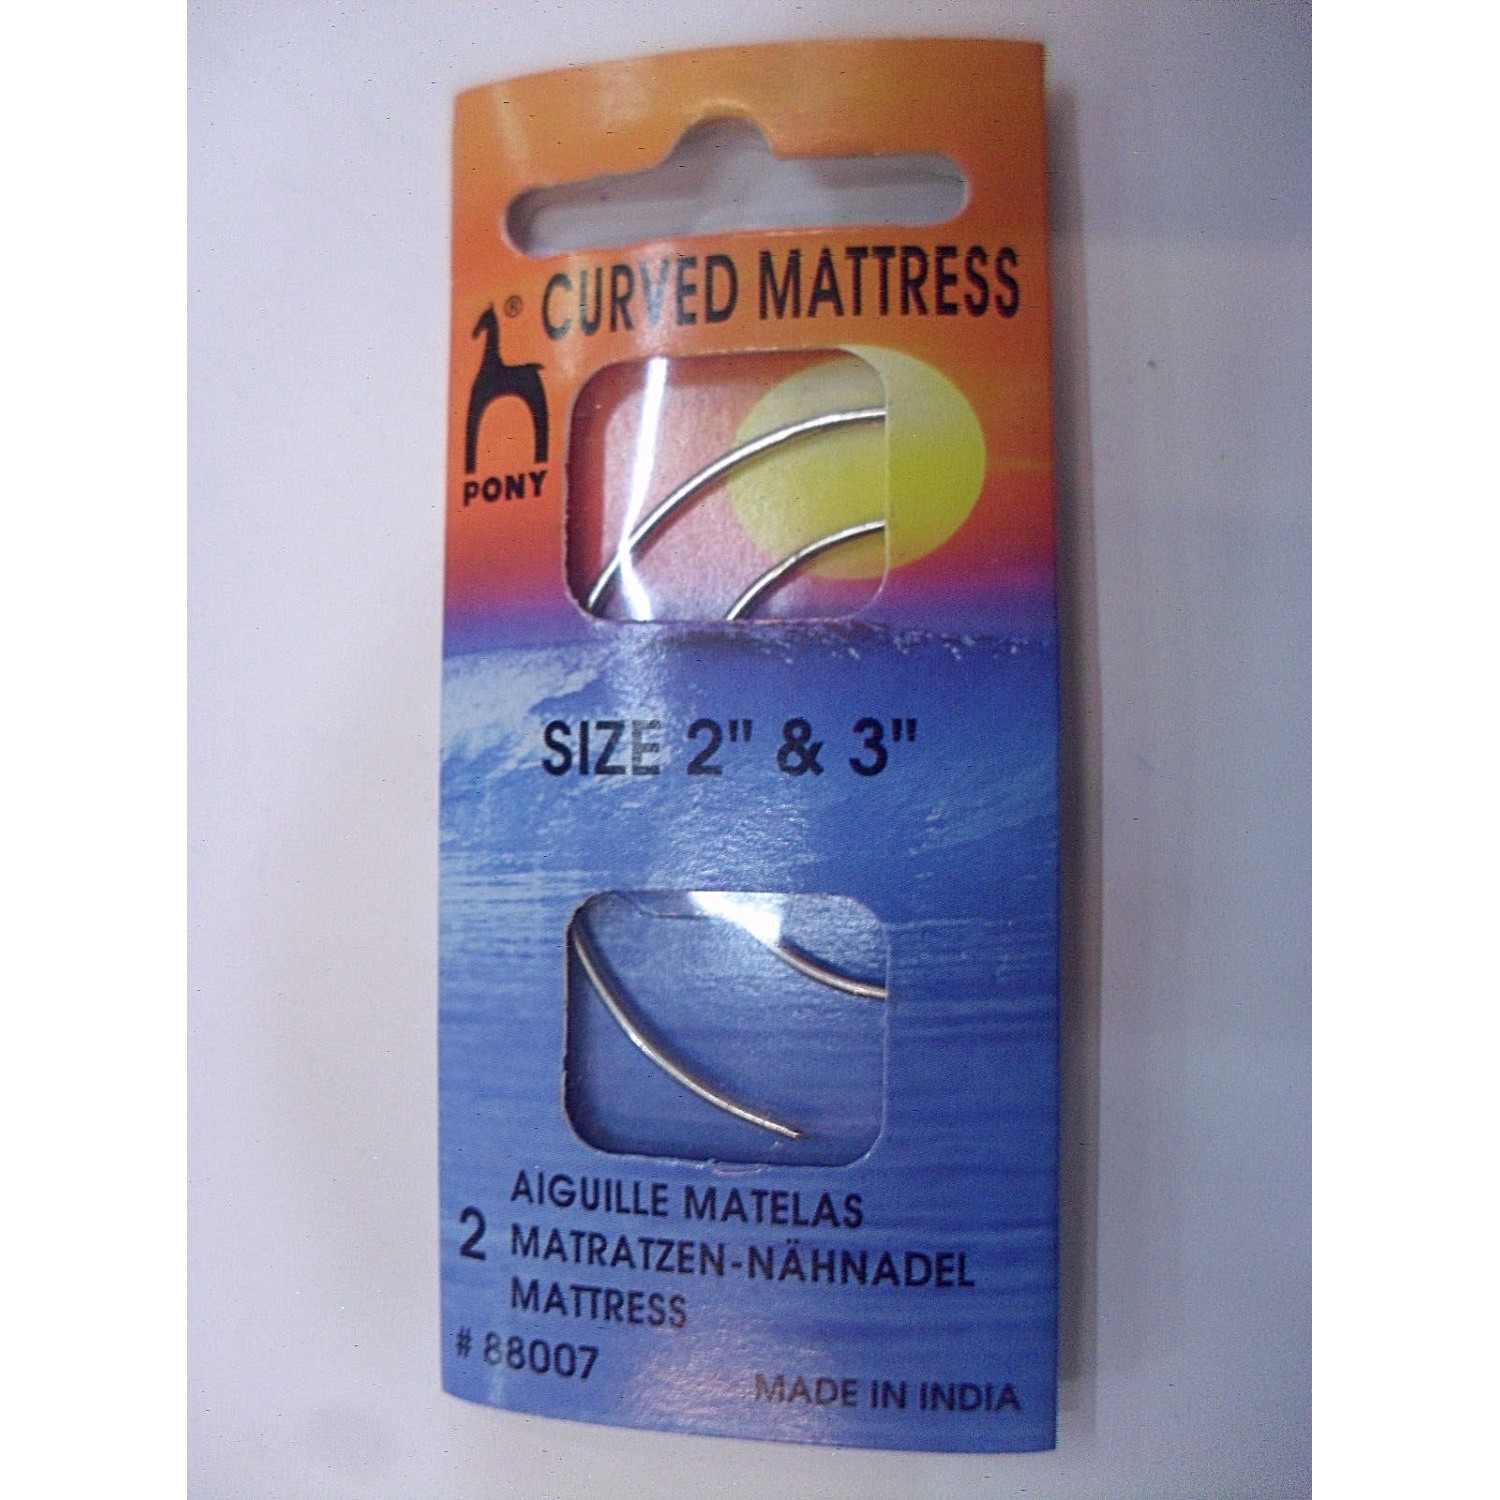 CURVED MATTRESS
®
PONY
SIZE 2" & 3"
AIGUILLE MATELAS
2 MATRATZEN-NÄHNADEL
MATTRESS
# 88007
MADE IN INDIA